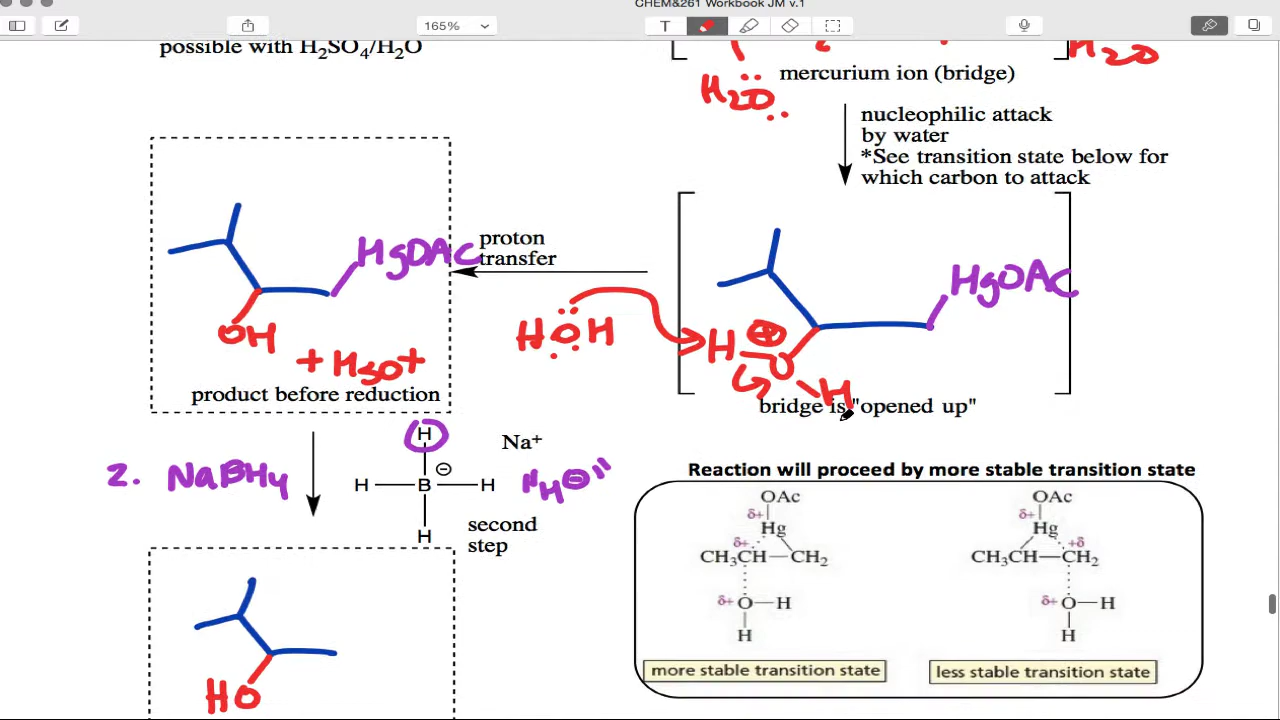 CHEM&261 Workbook JM v.1
165%
T
possible with H₂SO₄/H₂O
H₂O
mercurium ion (bridge)
H₂O
nucleophilic attack
by water
*See transition state below for
which carbon to attack
HgOAc
OH
+ H₃O+
product before reduction
proton
transfer
HOH
HgOAc
H ⊕
O
H
bridge is "opened up"
2. NaBH₄
H
H B ⊖ H
H
Na⁺
"H⊖"
second
step
HO
Reaction will proceed by more stable transition state
OAc
δ+
Hg
δ+
CH₃CH—CH₂
δ+ O—H
H
more stable transition state
OAc
δ+
Hg
+δ
CH₃CH—CH₂
δ+ O—H
H
less stable transition state